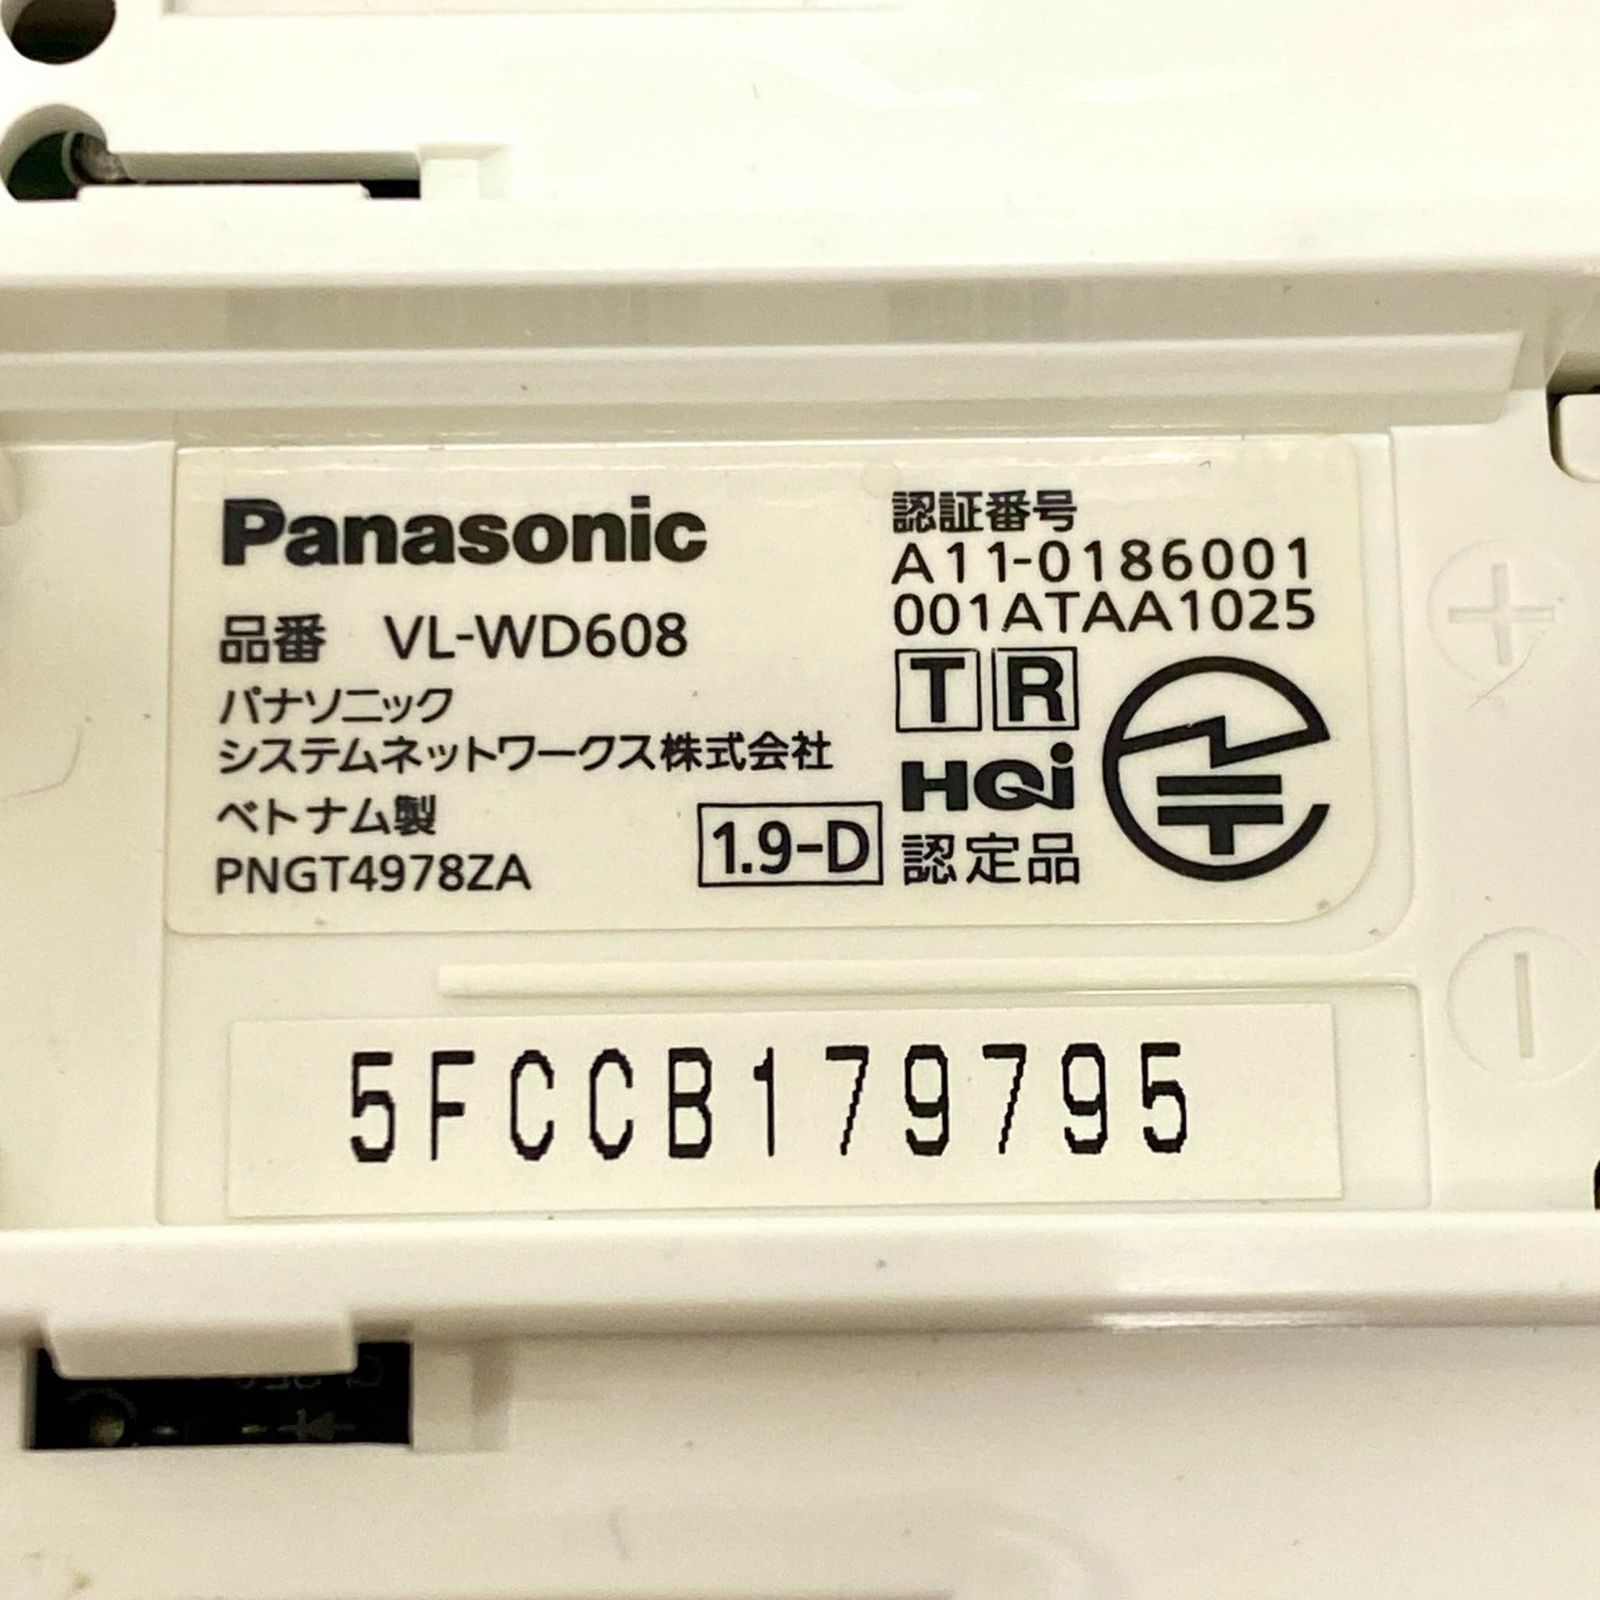 Panasonic
品番 VL-WD608
パナソニック
システムネットワークス株式会社
ベトナム製
PNGT4978ZA
1.9-D
認証番号
A11-0186001
001ATAA1025
T R
HQi
認定品
5FCCB179795